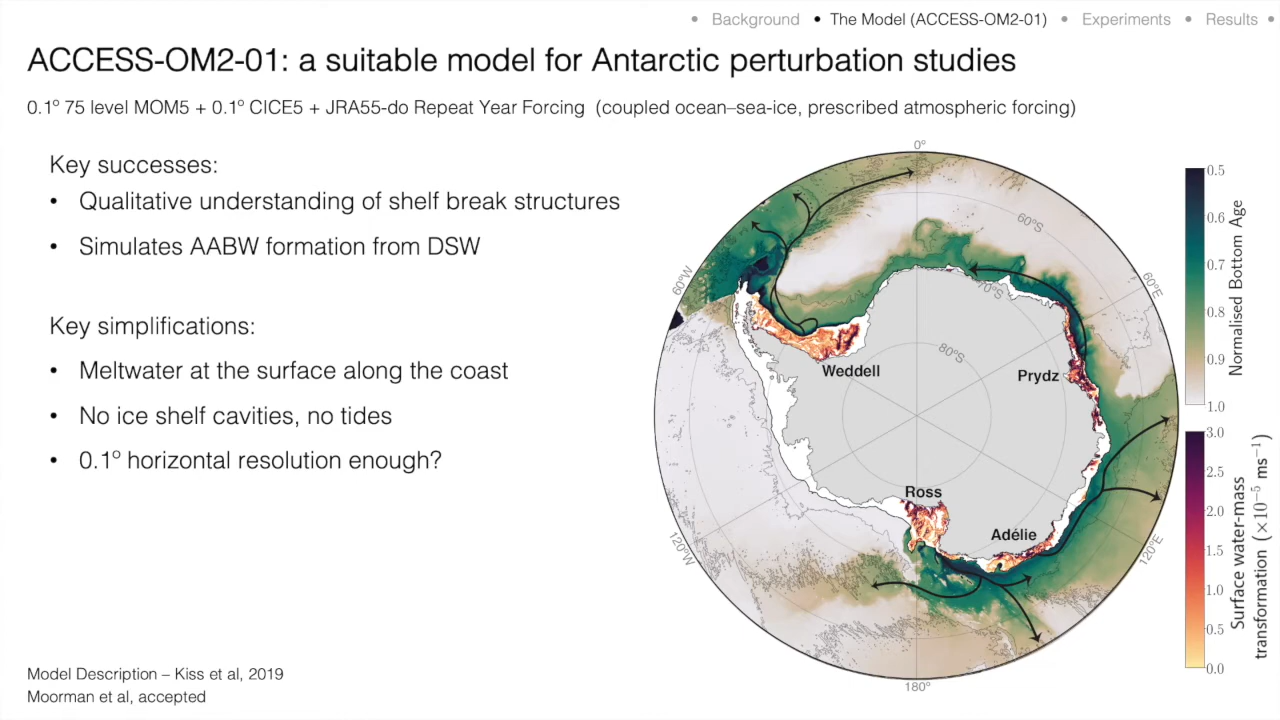 • Background • The Model (ACCESS-OM2-01) • Experiments • Results •
ACCESS-OM2-01: a suitable model for Antarctic perturbation studies
0.1º 75 level MOM5 + 0.1º CICE5 + JRA55-do Repeat Year Forcing (coupled ocean–sea-ice, prescribed atmospheric forcing)
Key successes:
• Qualitative understanding of shelf break structures
• Simulates AABW formation from DSW
Key simplifications:
• Meltwater at the surface along the coast
• No ice shelf cavities, no tides
• 0.1º horizontal resolution enough?
Model Description – Kiss et al, 2019
Moorman et al, accepted
0°
60°S
60°W
60°E
70°S
80°S
Weddell
Prydz
Ross
Adélie
120°W
120°E
180°
0.5
0.6
0.7
0.8
0.9
1.0
Normalised Bottom Age
3.0
2.5
2.0
1.5
1.0
0.5
0.0
Surface water-mass
transformation (×10⁻⁵ ms⁻¹)